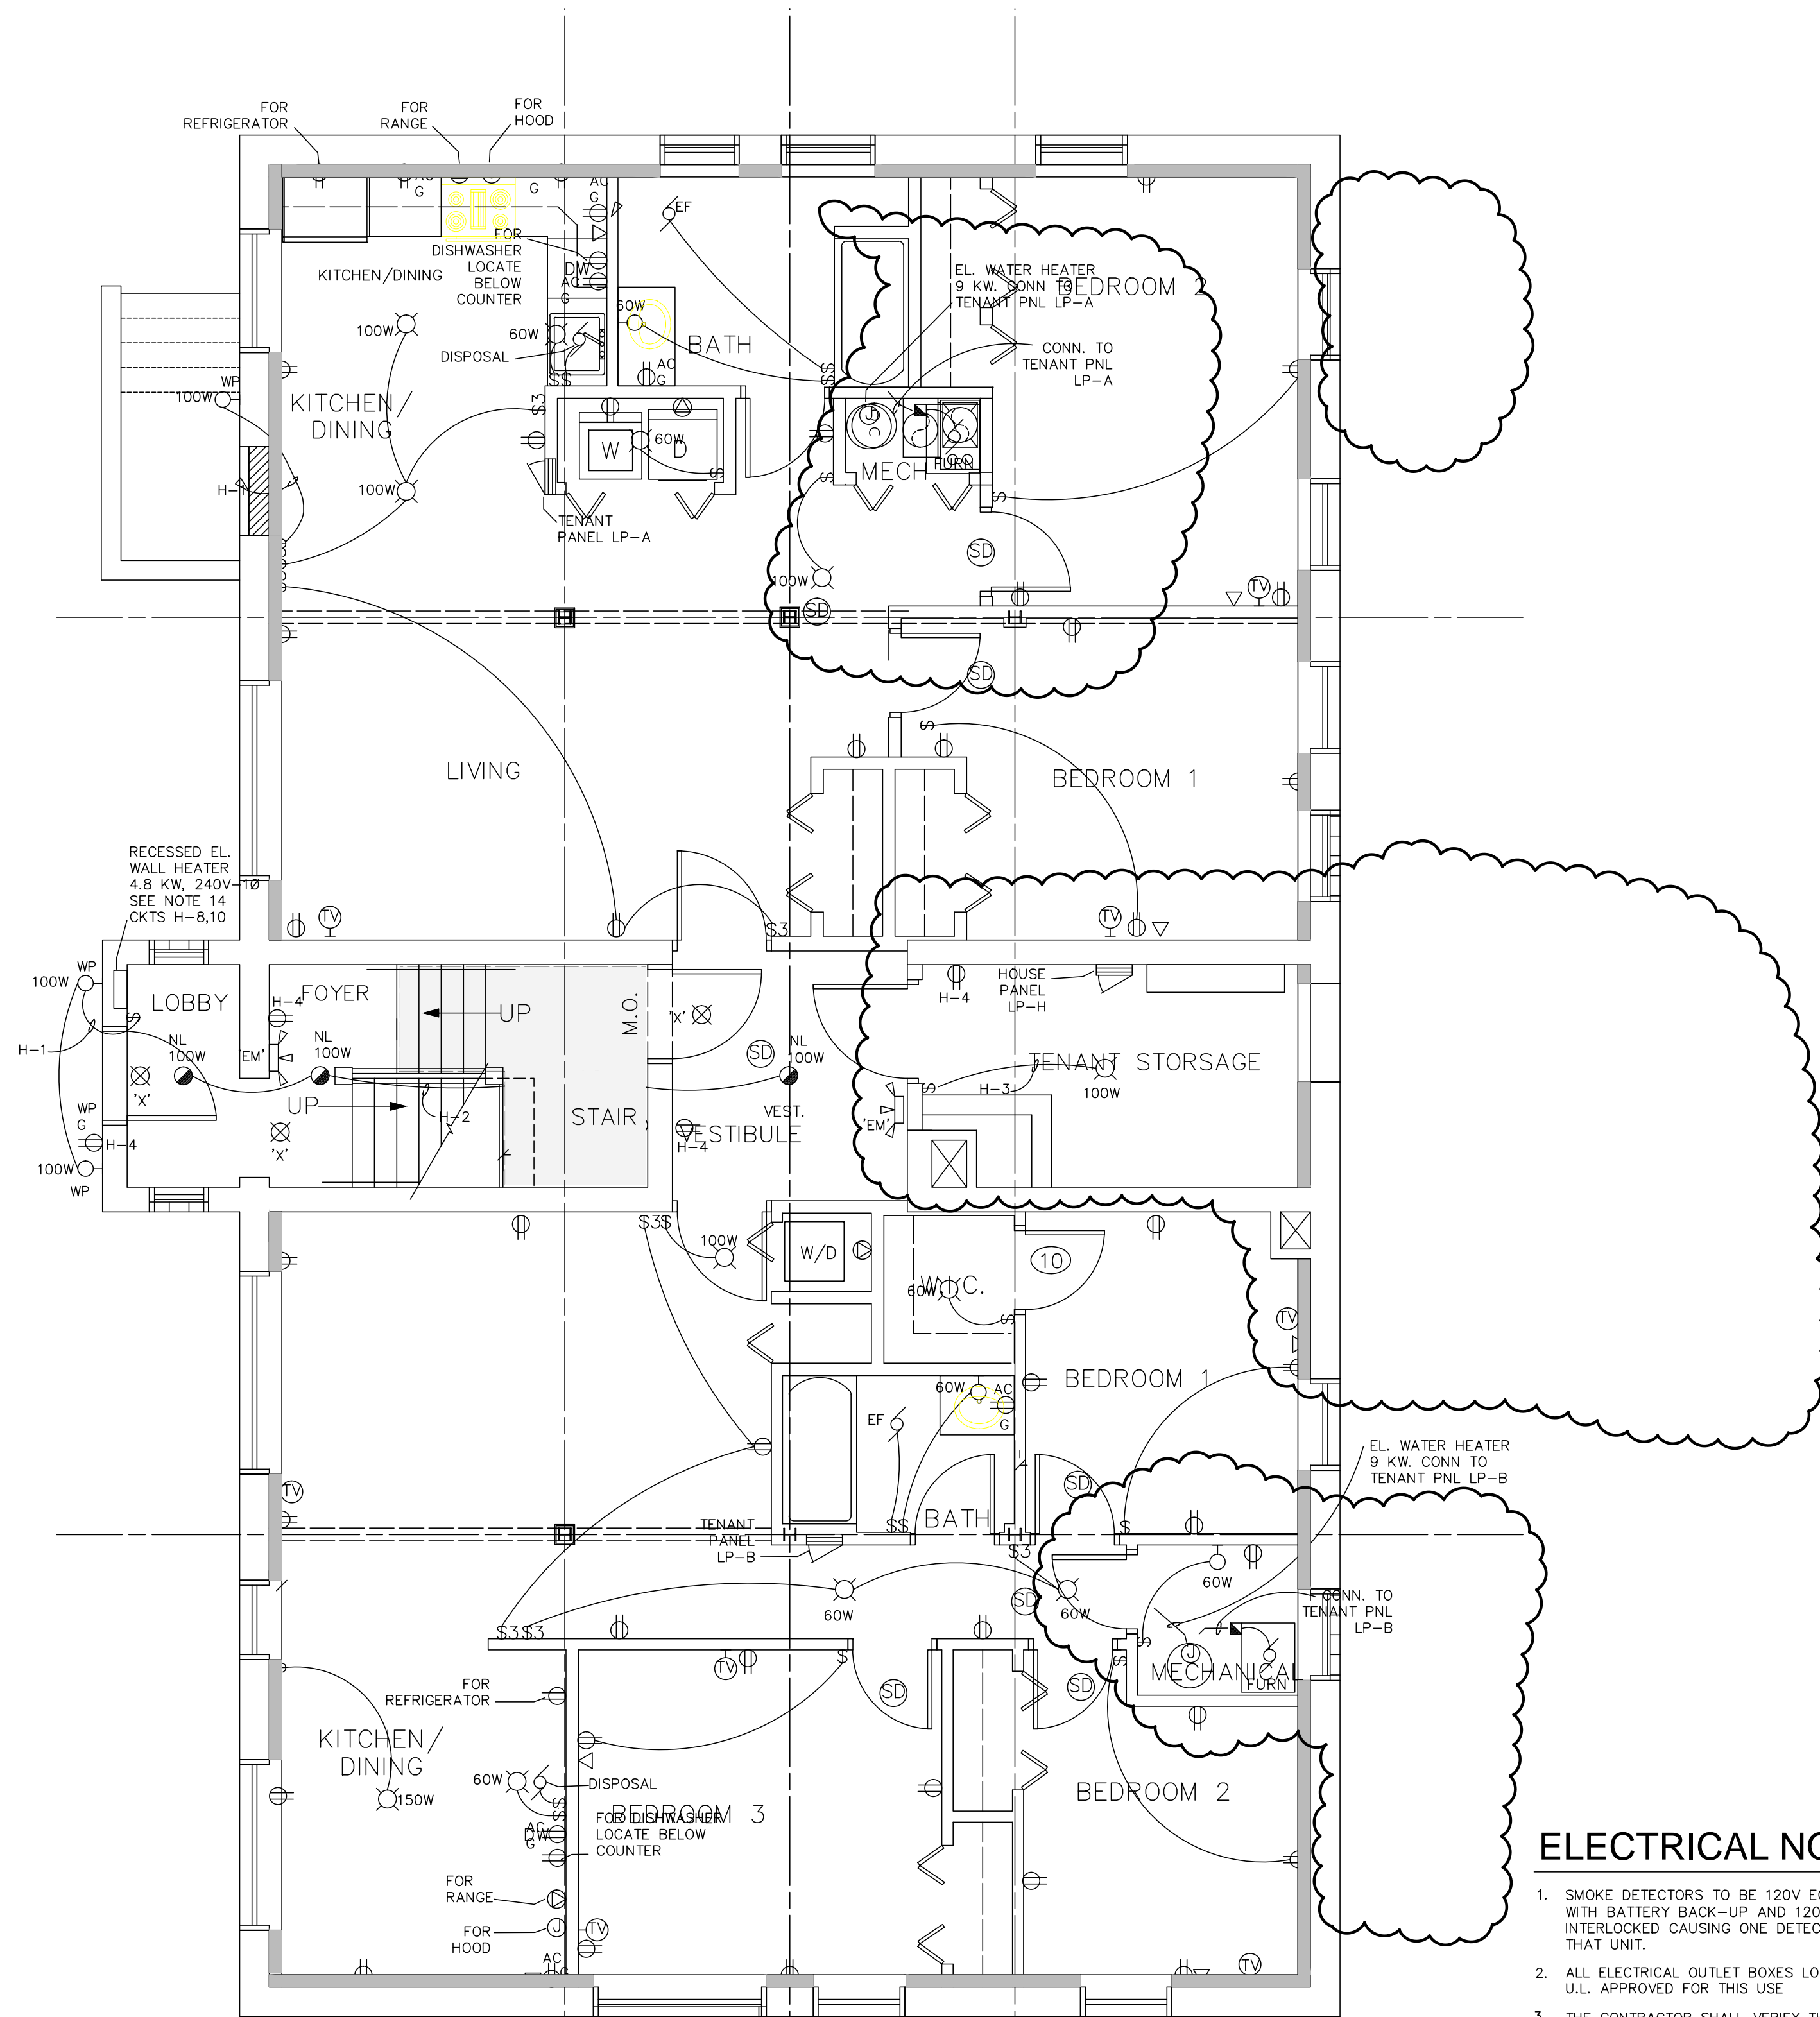 FOR
REFRIGERATOR
FOR
RANGE
FOR
HOOD
AC
G
G
AC
G
EF
FOR
DISHWASHER
LOCATE
BELOW
COUNTER
DW
AC
G
KITCHEN/DINING
EL. WATER HEATER
9 KW. CONN TO
TENANT PNL LP-A
BEDROOM 2
60W
100W
60W
BATH
DISPOSAL
CONN. TO
TENANT PNL
LP-A
AC
G
$$
$$
WP
100W
KITCHEN/
DINING
$3
J
60W
W
D
MECH
FURN
H-1
100W
$
$
$
TENANT
PANEL LP-A
SD
100W
TV
SD
SD
$
LIVING
BEDROOM 1
RECESSED EL.
WALL HEATER
4.8 KW, 240V-1Ø
SEE NOTE 14
CKTS H-8,10
TV
$3
TV
WP
100W
LOBBY
FOYER
H-4
UP
M.O.
'X'
H-4
HOUSE
PANEL
LP-H
$
NL
100W
'EM'
NL
100W
SD
NL
100W
TENANT STORSAGE
H-1
'X'
$
H-3
100W
WP
G
H-4
UP
H-2
STAIR
VEST.
VESTIBULE
'EM'
'X'
H-4
100W
WP
$3$
100W
W/D
W.I.C.
60W
10
$
TV
BEDROOM 1
60W
AC
G
EF
EL. WATER HEATER
9 KW. CONN TO
TENANT PNL LP-B
TV
SD
$$
BATH
$
TENANT
PANEL
LP-B
$3
60W
60W
SD
60W
CONN. TO
TENANT PNL
LP-B
$3$3
$
$
$
J
TV
MECHANICAL
FURN
FOR
REFRIGERATOR
SD
SD
KITCHEN/
DINING
60W
DISPOSAL
150W
BEDROOM 2
$
$
BEDROOM 3
FOR DISHWASHER
LOCATE BELOW
COUNTER
AC
G
DW
FOR
RANGE
FOR
HOOD
J
TV
AC
TV
ELECTRICAL NO
1. SMOKE DETECTORS TO BE 120V E
WITH BATTERY BACK-UP AND 120
INTERLOCKED CAUSING ONE DETEC
THAT UNIT.
2. ALL ELECTRICAL OUTLET BOXES LO
U.L. APPROVED FOR THIS USE
3. THE CONTRACTOR SHALL VERIFY